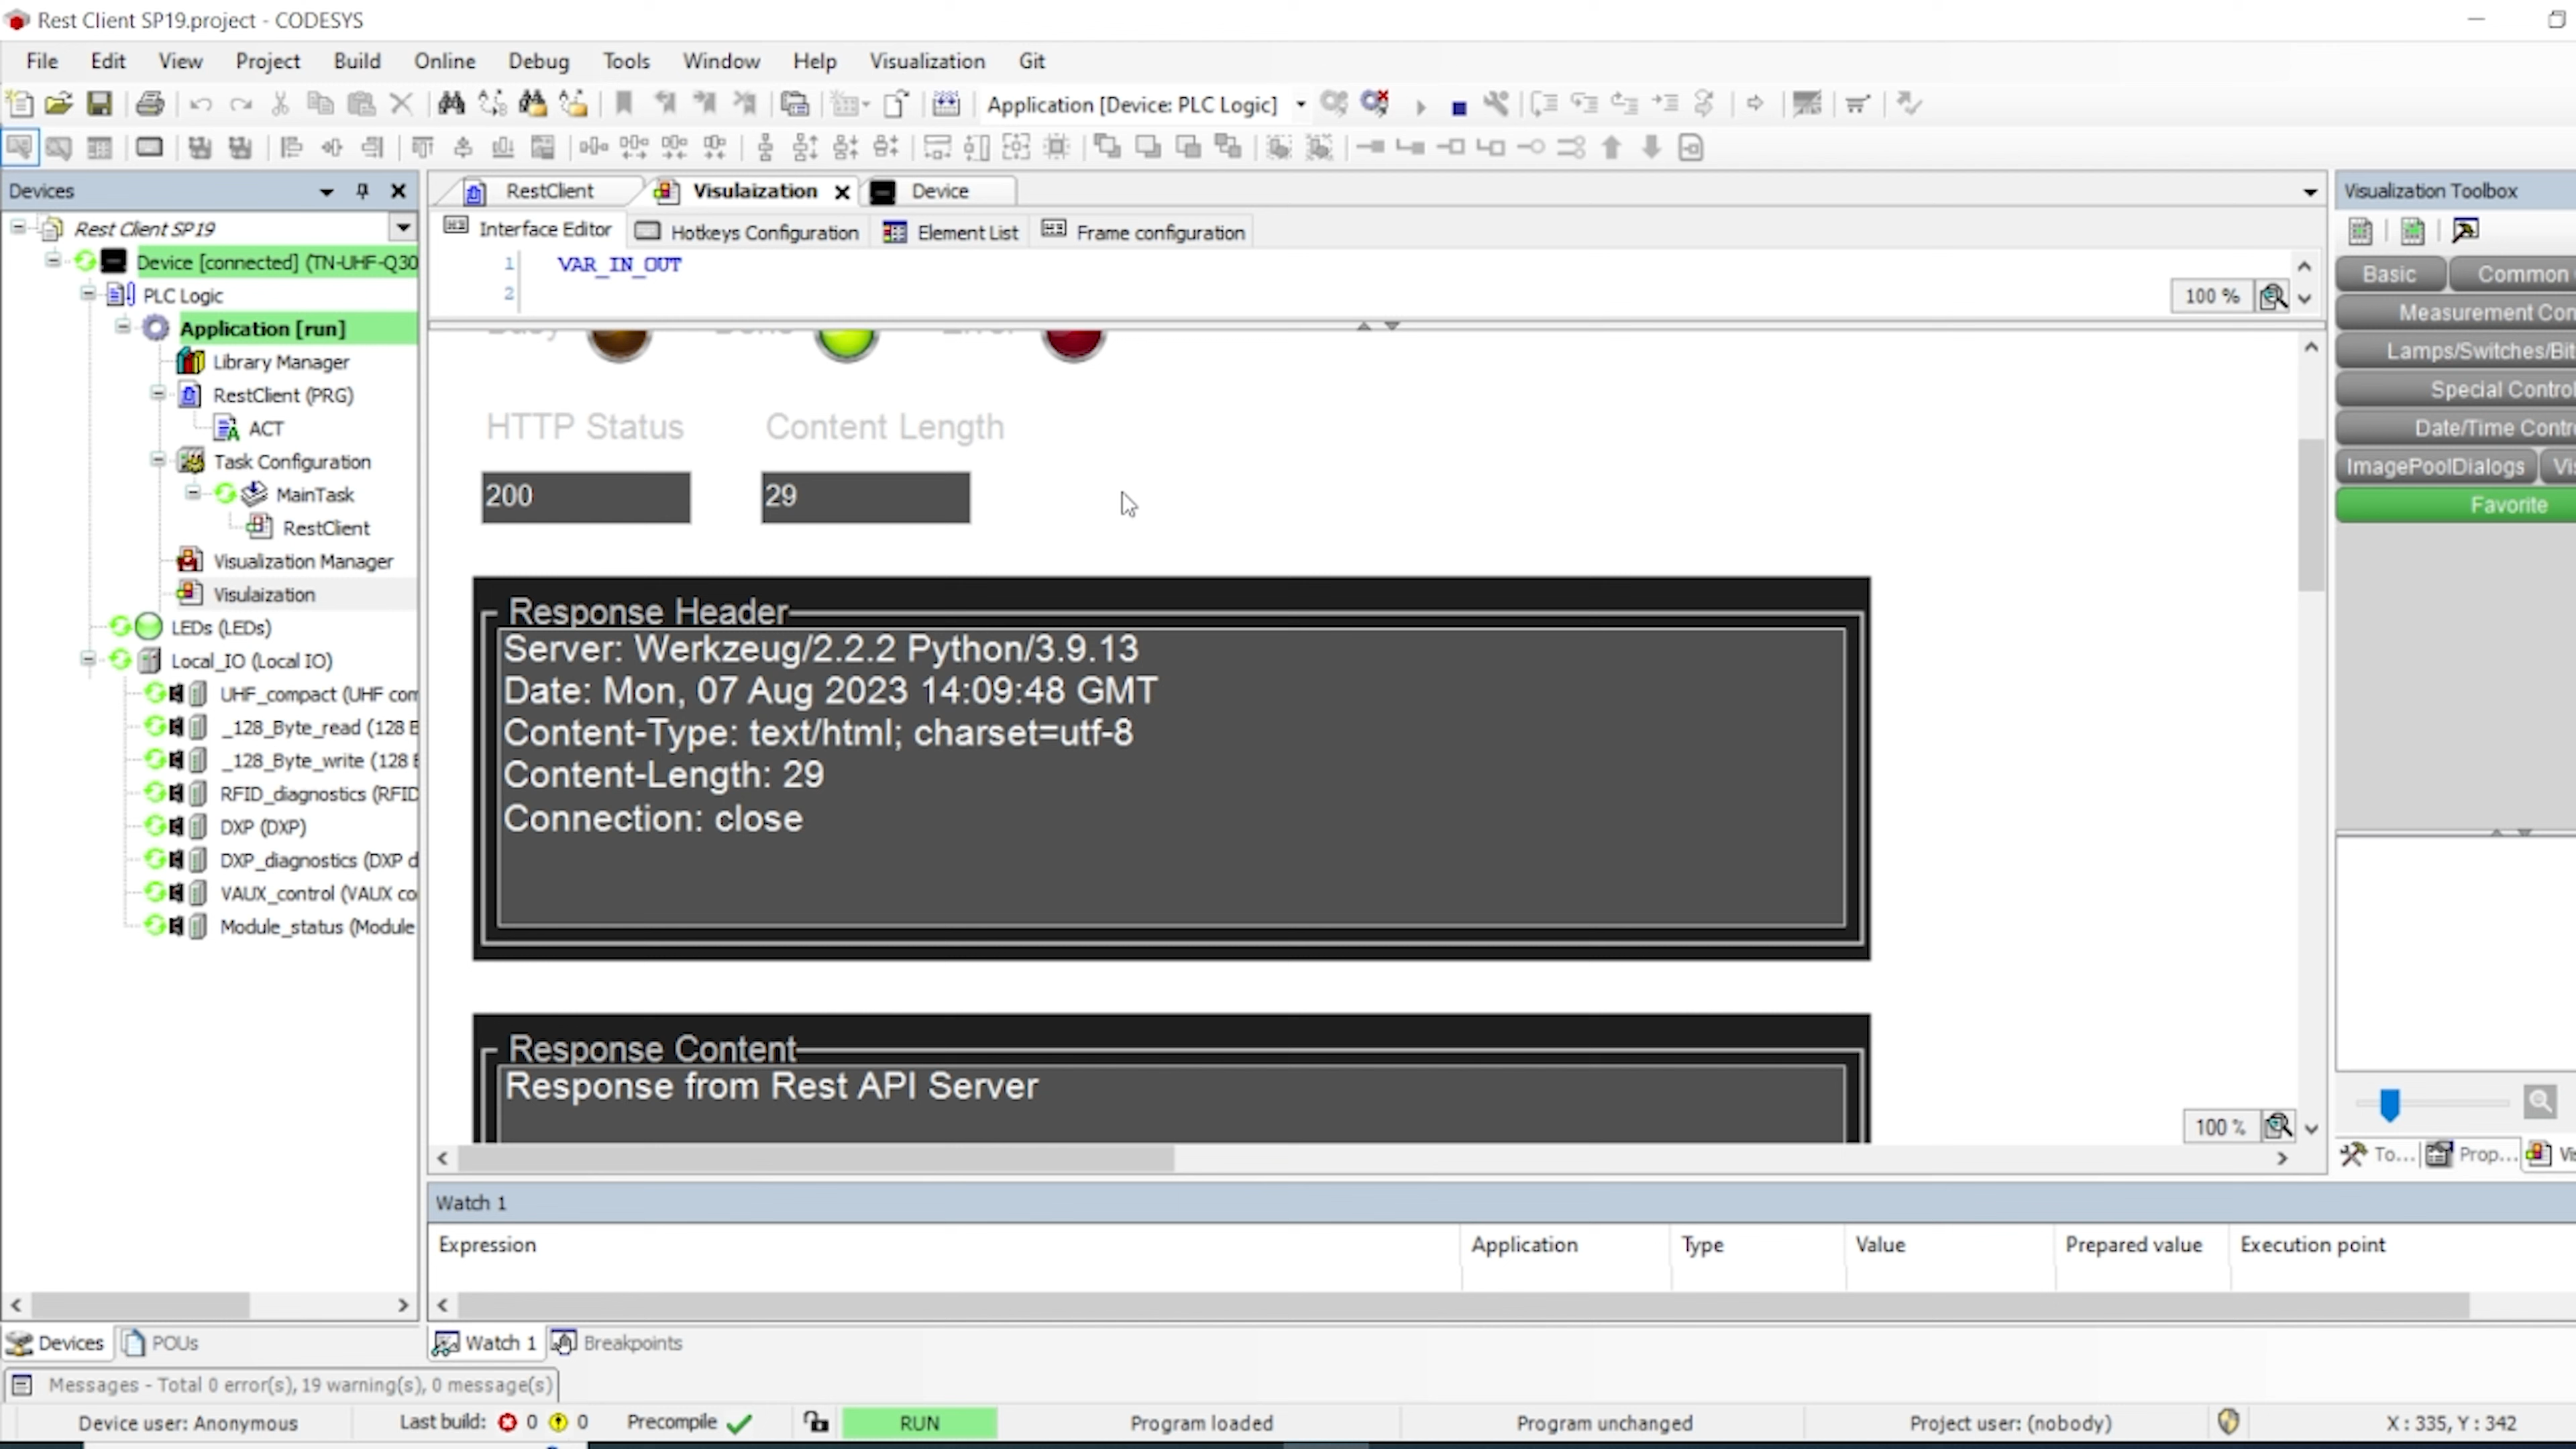 Rest Client SP19.project - CODESYS
File Edit View Project Build Online Debug Tools Window Help Visualization Git
Application [Device: PLC Logic]
Devices
Rest Client SP19
Device [connected] (TN-UHF-Q30
PLC Logic
Application [run]
Library Manager
RestClient (PRG)
ACT
Task Configuration
MainTask
RestClient
Visualization Manager
Visulaization
LEDs (LEDs)
Local_IO (Local IO)
UHF_compact (UHF com
_128_Byte_read (128 B
_128_Byte_write (128 B
RFID_diagnostics (RFID
DXP (DXP)
DXP_diagnostics (DXP d
VAUX_control (VAUX co
Module_status (Module
Devices POUs
RestClient Visulaization Device
Interface Editor Hotkeys Configuration Element List Frame configuration
1 VAR_IN_OUT
2
100 %
Busy Done Error
HTTP Status Content Length
200 29
Response Header
Server: Werkzeug/2.2.2 Python/3.9.13
Date: Mon, 07 Aug 2023 14:09:48 GMT
Content-Type: text/html; charset=utf-8
Content-Length: 29
Connection: close
Response Content
Response from Rest API Server
100 %
Visualization Toolbox
Basic Common
Measurement Con
Lamps/Switches/Bit
Special Control
Date/Time Contr
ImagePoolDialogs Vi
Favorite
To... Prop... Vi
Watch 1
Expression Application Type Value Prepared value Execution point
Watch 1 Breakpoints
Messages - Total 0 error(s), 19 warning(s), 0 message(s)
Device user: Anonymous Last build: 0 0 Precompile RUN Program loaded Program unchanged Project user: (nobody) X : 335, Y : 342